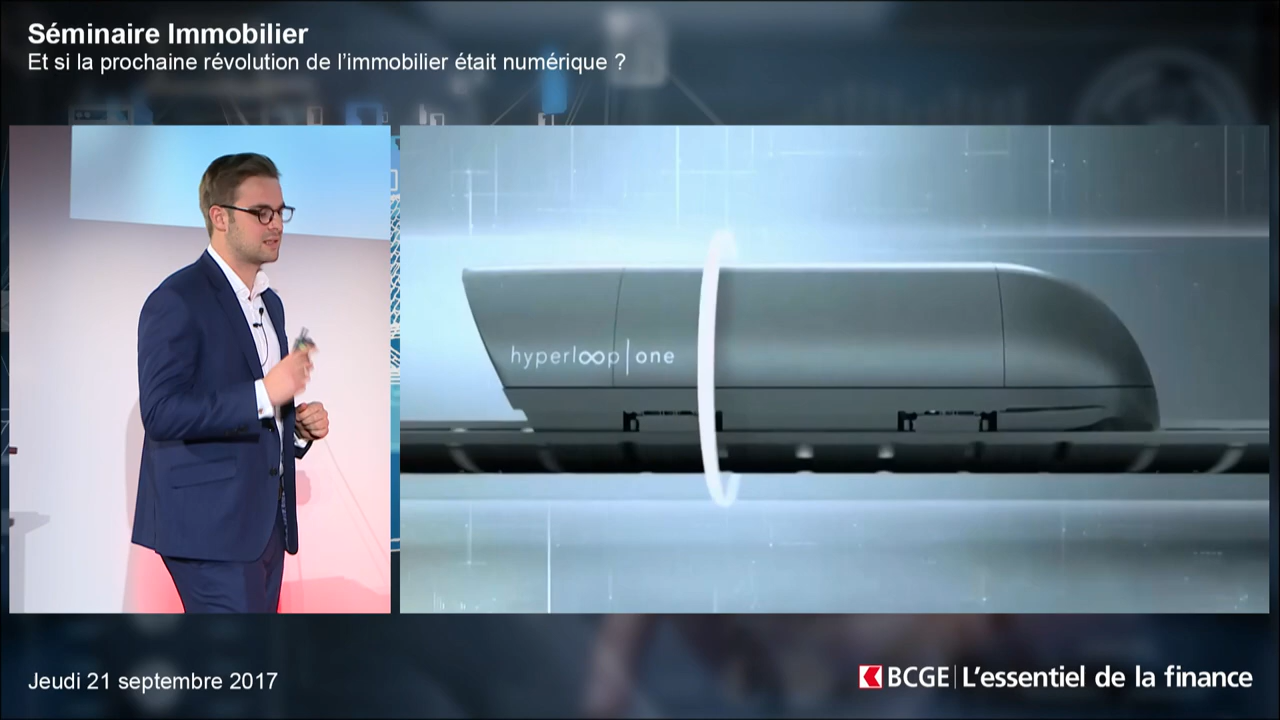 Séminaire Immobilier
Et si la prochaine révolution de l'immobilier était numérique ?
hyperloop | one
Jeudi 21 septembre 2017
BCGE | L'essentiel de la finance